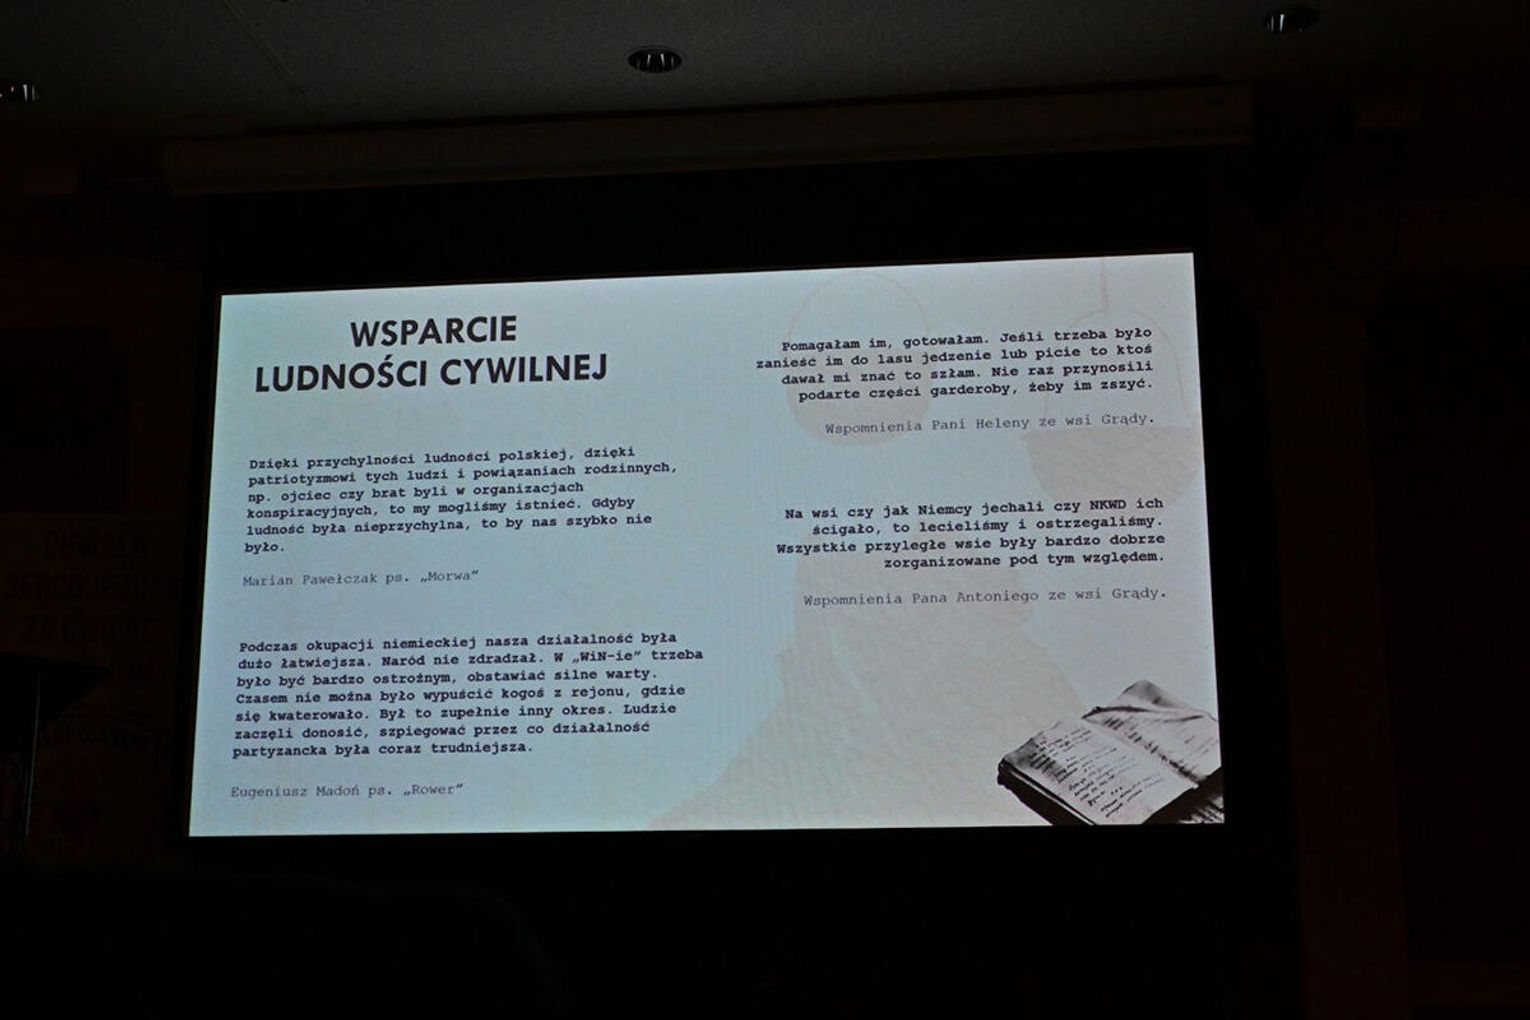 WSPARCIE
LUDNOŚCI CYWILNEJ
Dzięki przychylności ludności polskiej, dzięki
patriotyzmowi tych ludzi i powiązaniach rodzinnych,
np. ojciec czy brat byli w organizacjach
konspiracyjnych, to my mogliśmy istnieć. Gdyby
ludność była nieprzychylna, to by nas szybko nie
było.
Marian Pawełczak ps. „Morwa”
Podczas okupacji niemieckiej nasza działalność była
dużo łatwiejsza. Naród nie zdradzał. W „WiN-ie” trzeba
było być bardzo ostrożnym, obstawiać silne warty.
Czasem nie można było wypuścić kogoś z rejonu, gdzie
się kwaterowało. Był to zupełnie inny okres. Ludzie
zaczęli donosić, szpiegować przez co działalność
partyzancka była coraz trudniejsza.
Eugeniusz Madoń ps. „Rower”
Pomagałam im, gotowałam. Jeśli trzeba było
zanieść im do lasu jedzenie lub picie to ktoś
dawał mi znać to szłam. Nie raz przynosili
podarte części garderoby, żeby im zszyć.
Wspomnienia Pani Heleny ze wsi Grądy.
Na wsi czy jak Niemcy jechali czy NKWD ich
ścigało, to lecieliśmy i ostrzegaliśmy.
Wszystkie przyległe wsie były bardzo dobrze
zorganizowane pod tym względem.
Wspomnienia Pana Antoniego ze wsi Grądy.
CHWAŁA